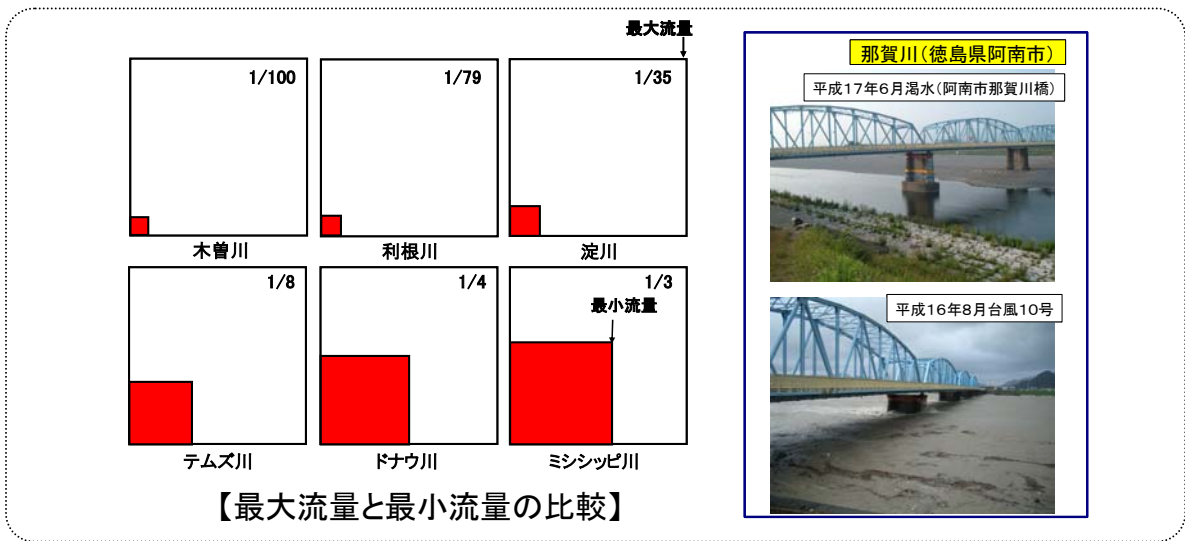 最大流量
1/100
1/79
1/35
木曽川
利根川
淀川
1/8
1/4
1/3
最小流量
テムズ川
ドナウ川
ミシシッピ川
【最大流量と最小流量の比較】
那賀川(徳島県阿南市)
平成17年6月渇水(阿南市那賀川橋)
平成16年8月台風10号